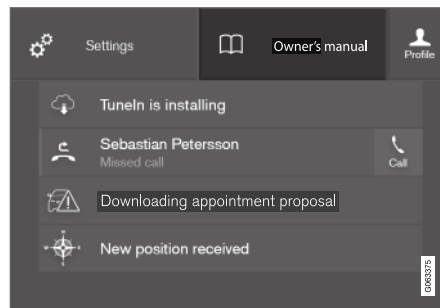 Settings
Owner's manual
Profile
TuneIn is installing
Sebastian Petersson
Missed call
Call
Downloading appointment proposal
New position received
G063375